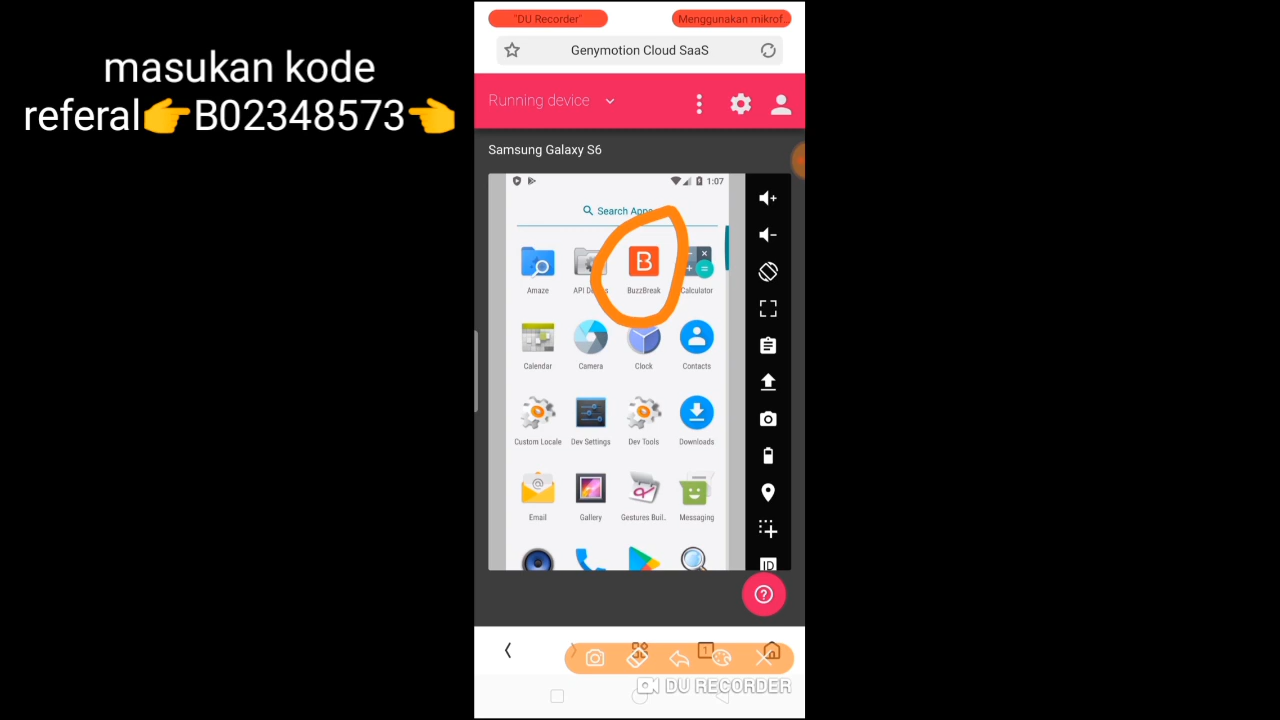 masukan kode
referal👉B02348573👈
"DU Recorder"
Menggunakan mikrof...
Genymotion Cloud SaaS
Running device
Samsung Galaxy S6
1:07
Search Apps
B
Amaze
BuzzBreak
Calculator
Calendar
Camera
Clock
Contacts
Custom Locale
Dev Settings
Dev Tools
Downloads
Email
Gallery
Gestures Buil..
Messaging
ID
1
DU RECORDER